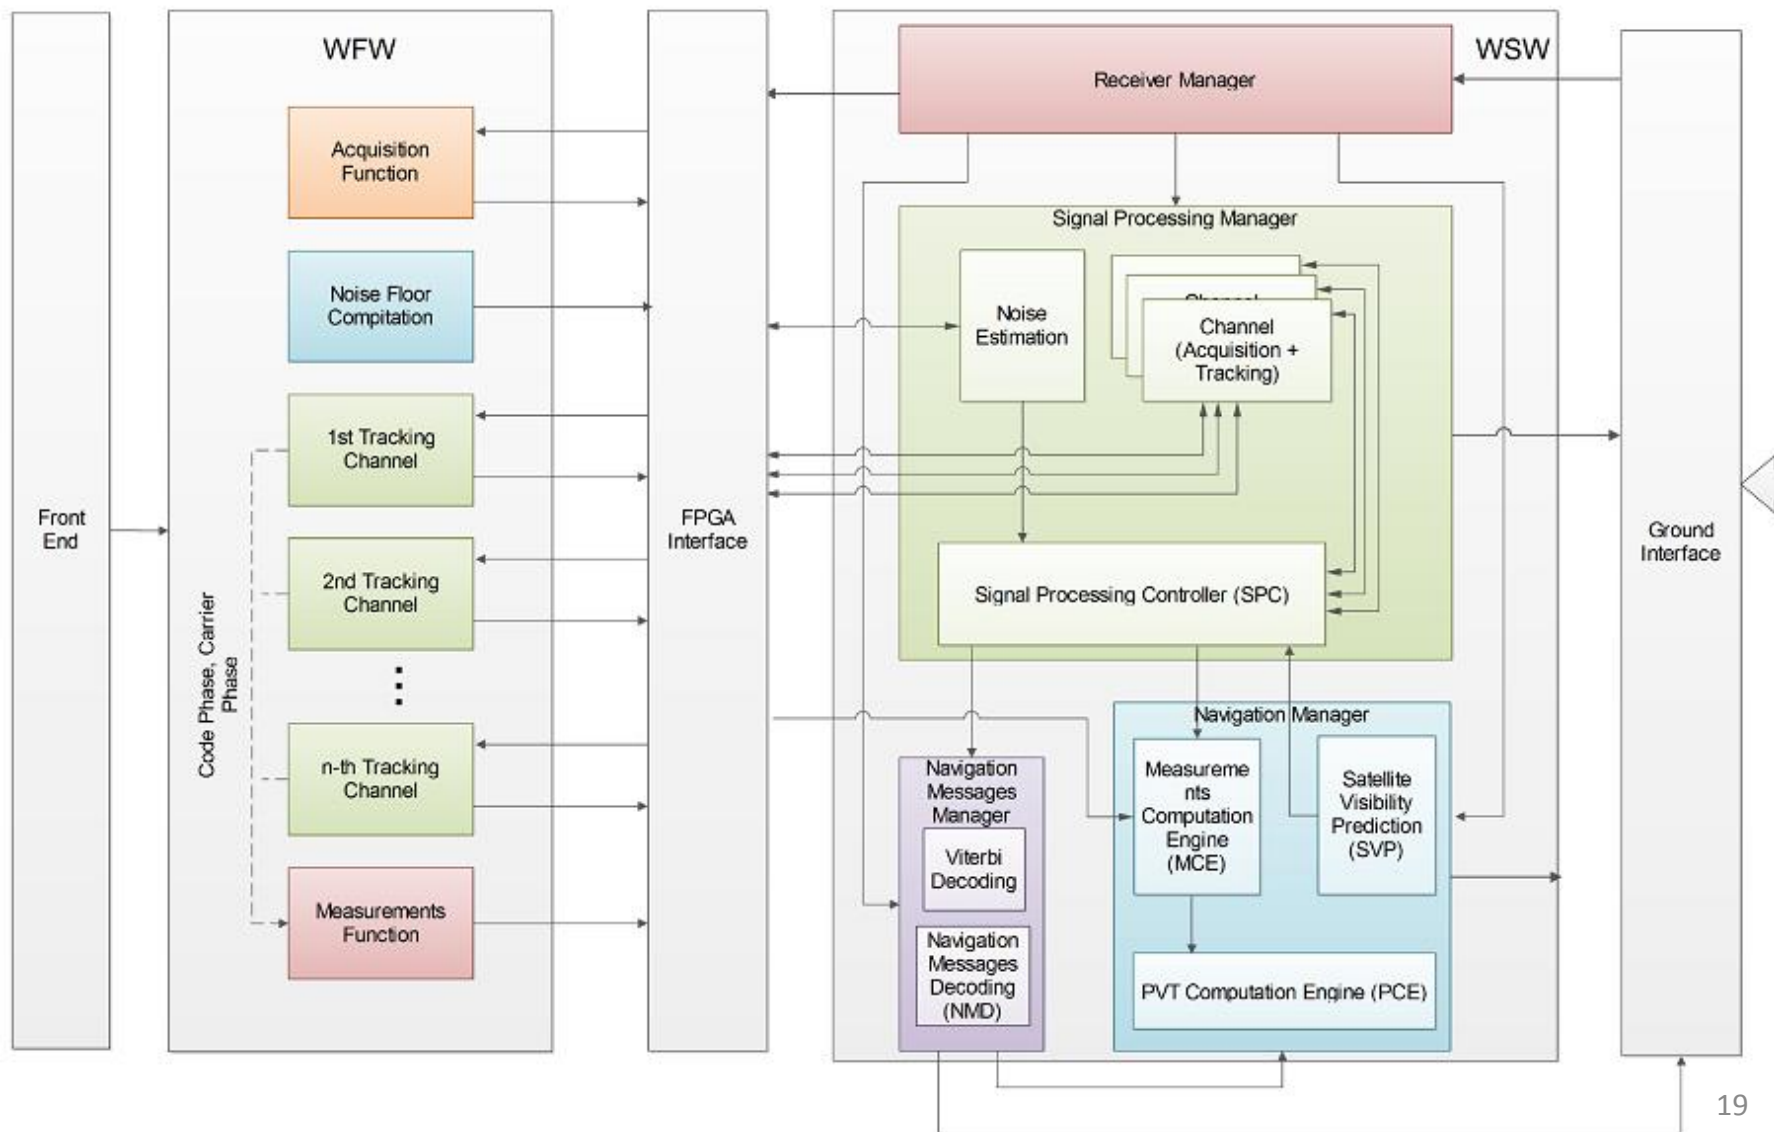 WFW
WSW
Receiver Manager
Acquisition
Function
Signal Processing Manager
Noise Floor
Compitation
Noise
Estimation
Channel
Channel
(Acquisition +
Tracking)
1st Tracking
Channel
Front
End
FPGA
Interface
Ground
Interface
2nd Tracking
Channel
Signal Processing Controller (SPC)
Code Phase, Carrier
Phase
n-th Tracking
Channel
Navigation Manager
Navigation
Messages
Manager
Measureme
nts
Computation
Engine
(MCE)
Satellite
Visibility
Prediction
(SVP)
Viterbi
Decoding
Measurements
Function
Navigation
Messages
Decoding
(NMD)
PVT Computation Engine (PCE)
19